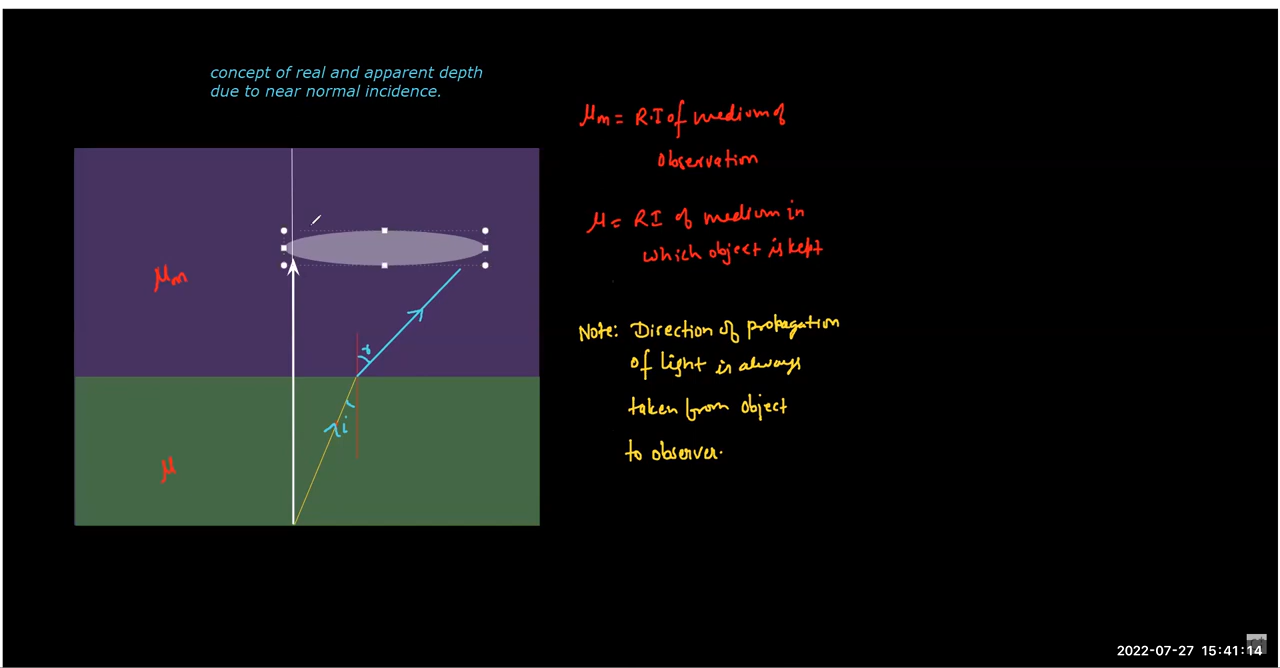 concept of real and apparent depth
due to near normal incidence.
μm = R.I of medium of
observation
μ = RI of medium in
which object is kept
Note: Direction of propagation
of light is always
taken from object
to observer.
μm
r
i
μ
2022-07-27 15:41:14